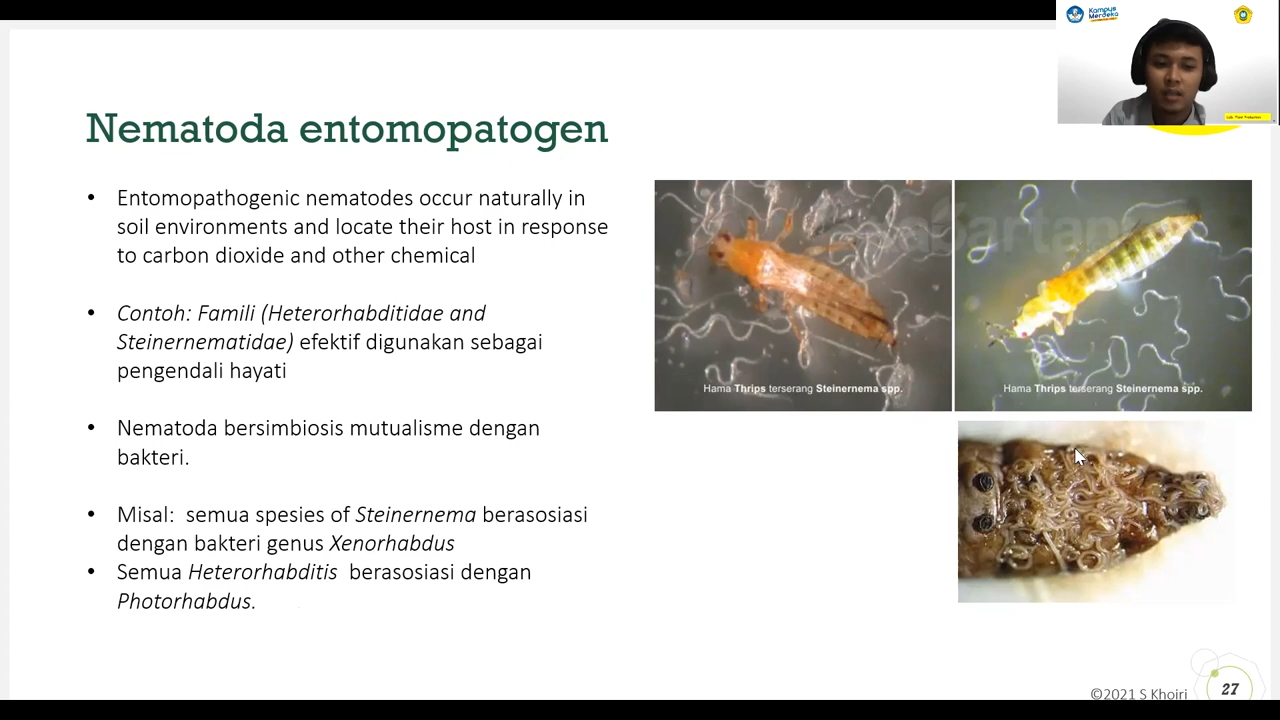 Kampus
Merdeka
Nematoda entomopatogen
• Entomopathogenic nematodes occur naturally in
soil environments and locate their host in response
to carbon dioxide and other chemical
• Contoh: Famili (Heterorhabditidae and
Steinernematidae) efektif digunakan sebagai
pengendali hayati
• Nematoda bersimbiosis mutualisme dengan
bakteri.
• Misal: semua spesies of Steinernema berasosiasi
dengan bakteri genus Xenorhabdus
• Semua Heterorhabditis berasosiasi dengan
Photorhabdus.
Hama Thrips terserang Steinernema spp.
Hama Thrips terserang Steinernema spp.
©2021 S Khoiri
27